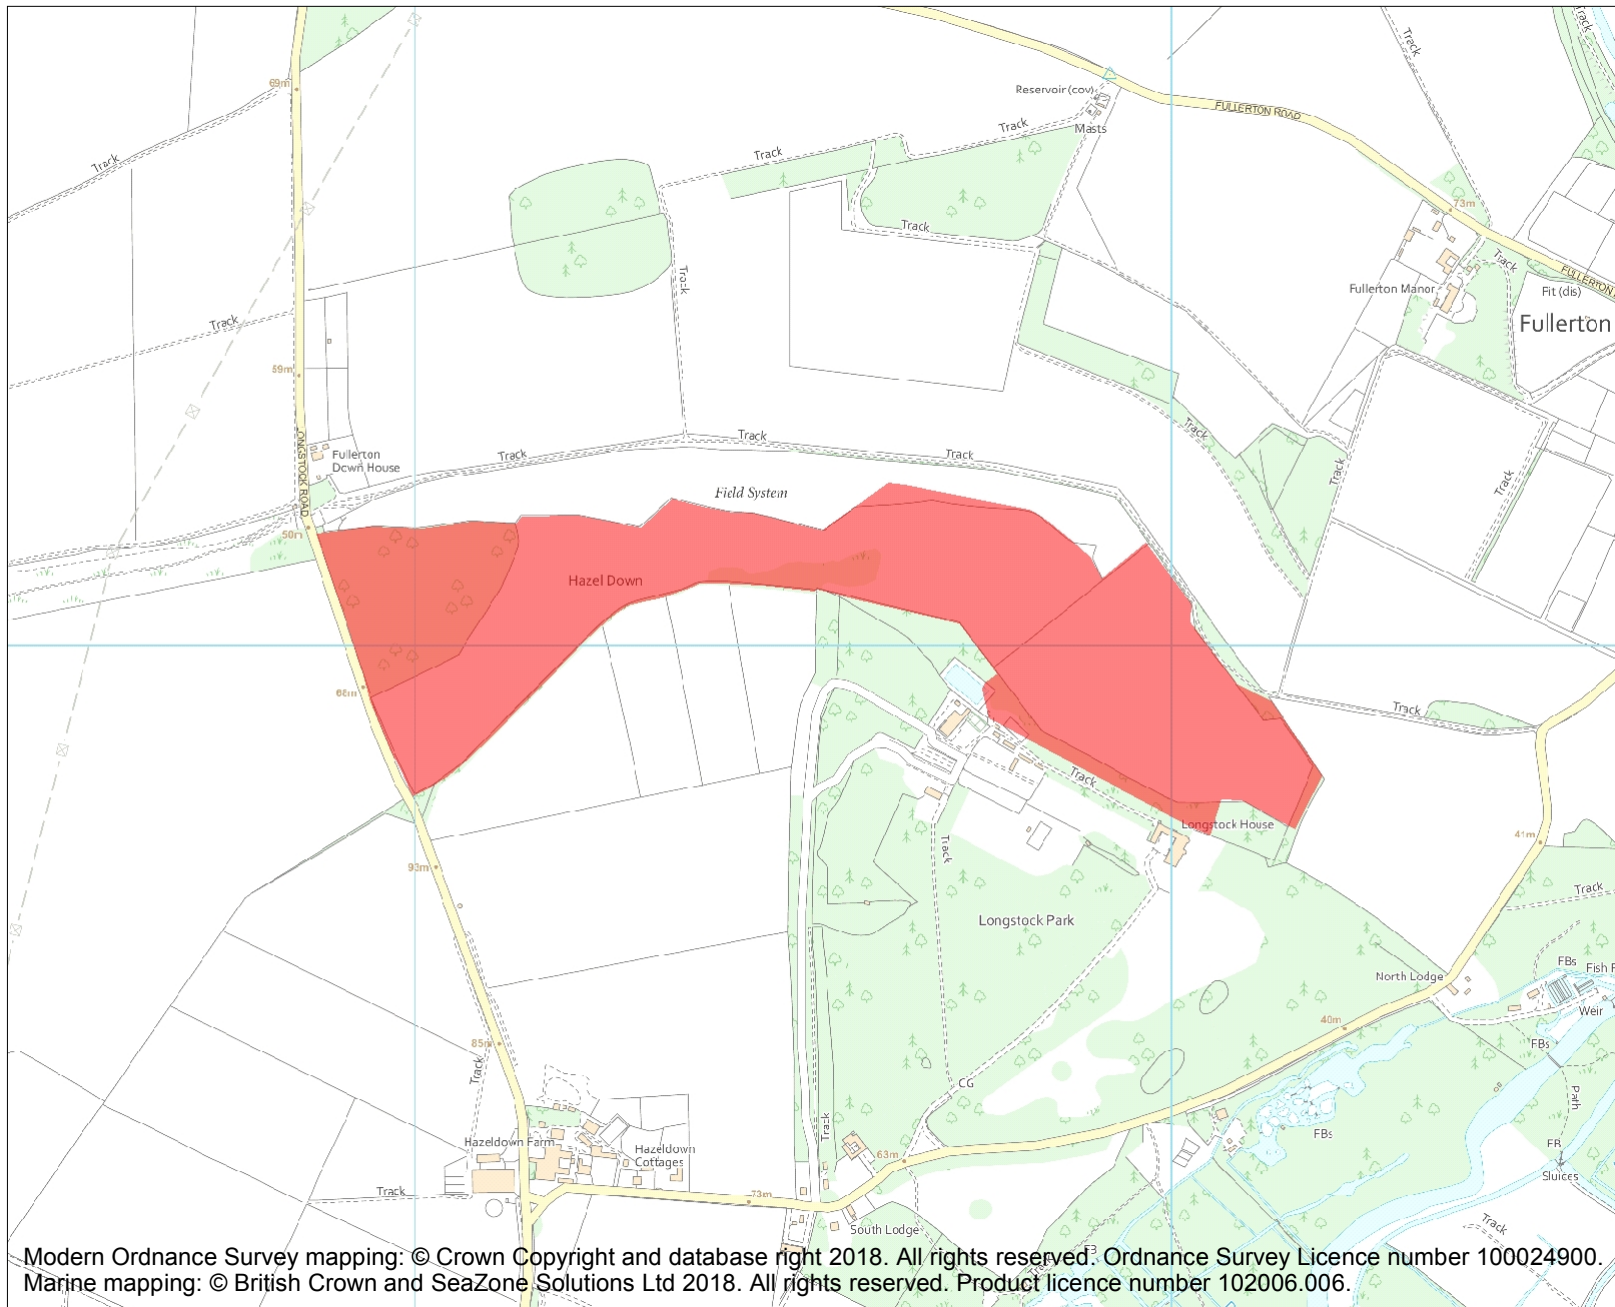 Track
69m
Reservoir (cov)
FULLERTON ROAD
Track
Masts
Track
Track
Track
73m
Track
Track
Track
Fullerton Manor
Fit (dis)
FULLERTON
Fullerton
Track
59m
Track
Track
Track
Fullerton
Down House
Track
Track
Track
ONGSTOCK ROAD
Field System
50m
Hazel Down
68m
Track
Track
Longstock House
41m
93m
Track
Track
Longstock Park
North Lodge
FBs
Fish F
Weir
40m
FBs
85m
Track
CG
Path
Track
FBs
FB
Hazeldown Farm
Hazeldown
Cottages
63m
Sluices
Track
73m
South Lodge
Track
Modern Ordnance Survey mapping: © Crown Copyright and database right 2018. All rights reserved. Ordnance Survey Licence number 100024900.
Marine mapping: © British Crown and SeaZone Solutions Ltd 2018. All rights reserved. Product licence number 102006.006.